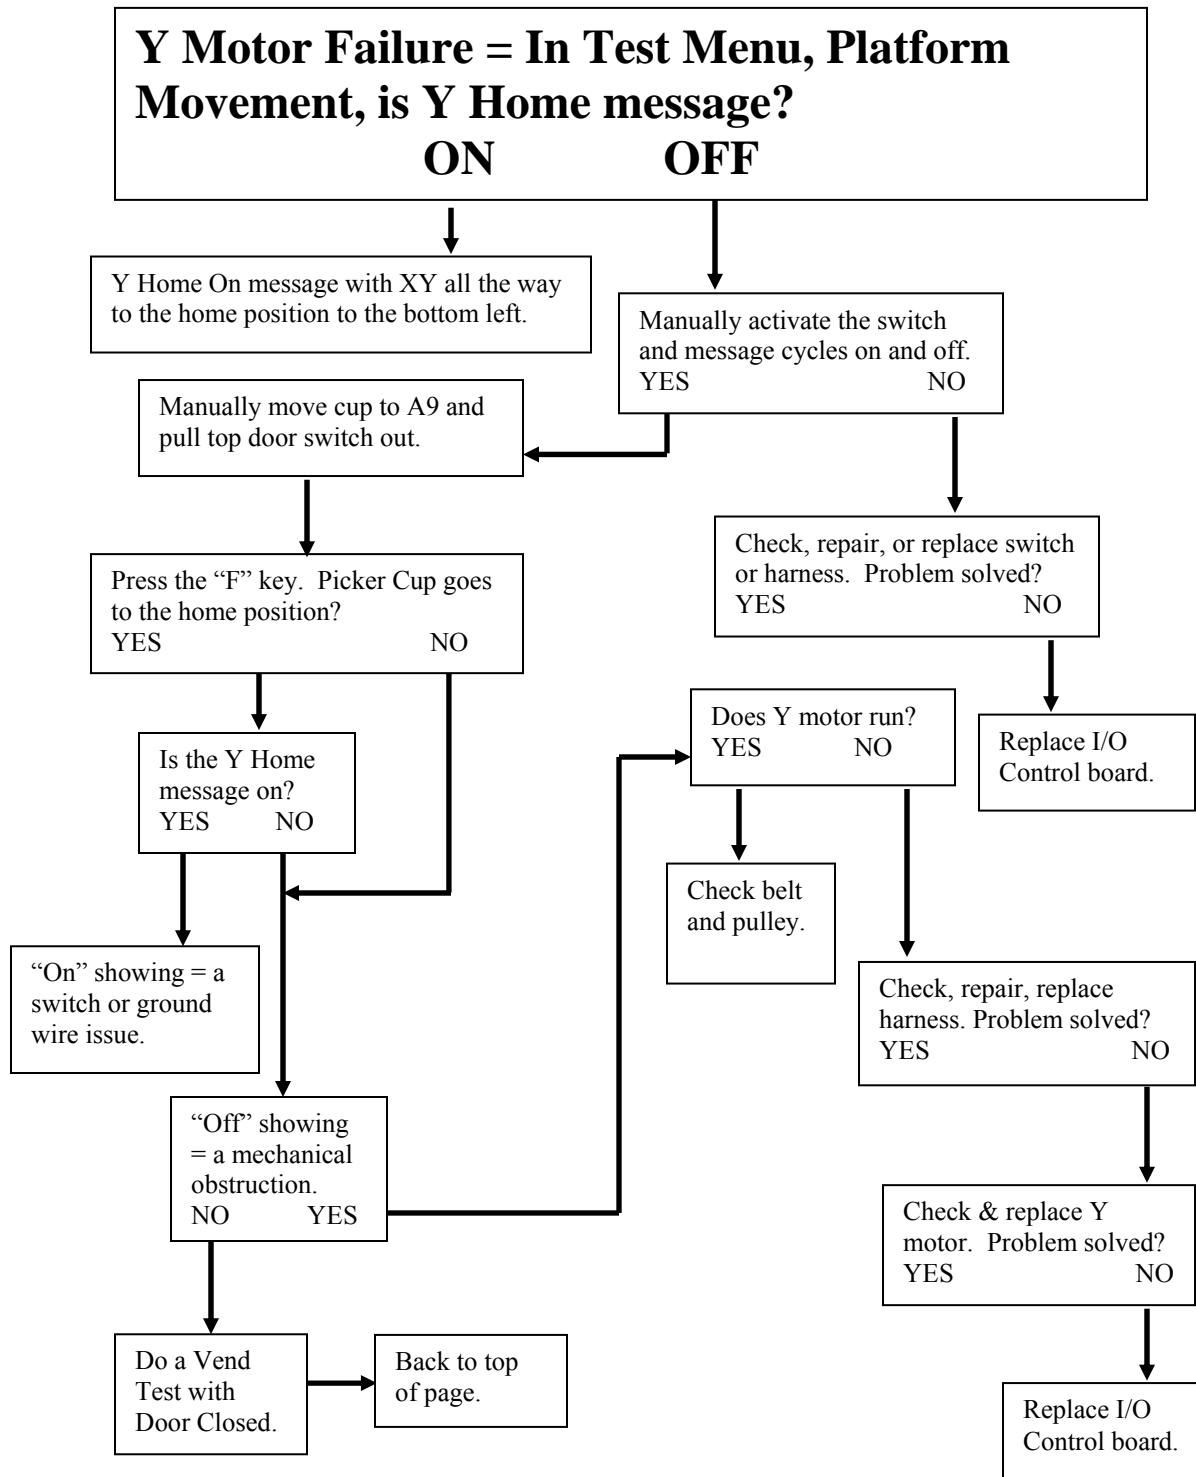 Y Motor Failure = In Test Menu, Platform
Movement, is Y Home message?
ON OFF
Y Home On message with XY all the way
to the home position to the bottom left.
Manually activate the switch
and message cycles on and off.
YES NO
Manually move cup to A9 and
pull top door switch out.
Check, repair, or replace switch
or harness.  Problem solved?
YES NO
Press the “F” key.  Picker Cup goes
to the home position?
YES NO
Does Y motor run?
YES NO
Replace I/O
Control board.
Is the Y Home
message on?
YES NO
Check belt
and pulley.
“On” showing = a
switch or ground
wire issue.
Check, repair, replace
harness. Problem solved?
YES NO
“Off” showing
= a mechanical
obstruction.
NO YES
Check & replace Y
motor.  Problem solved?
YES NO
Do a Vend
Test with
Door Closed.
Back to top
of page.
Replace I/O
Control board.